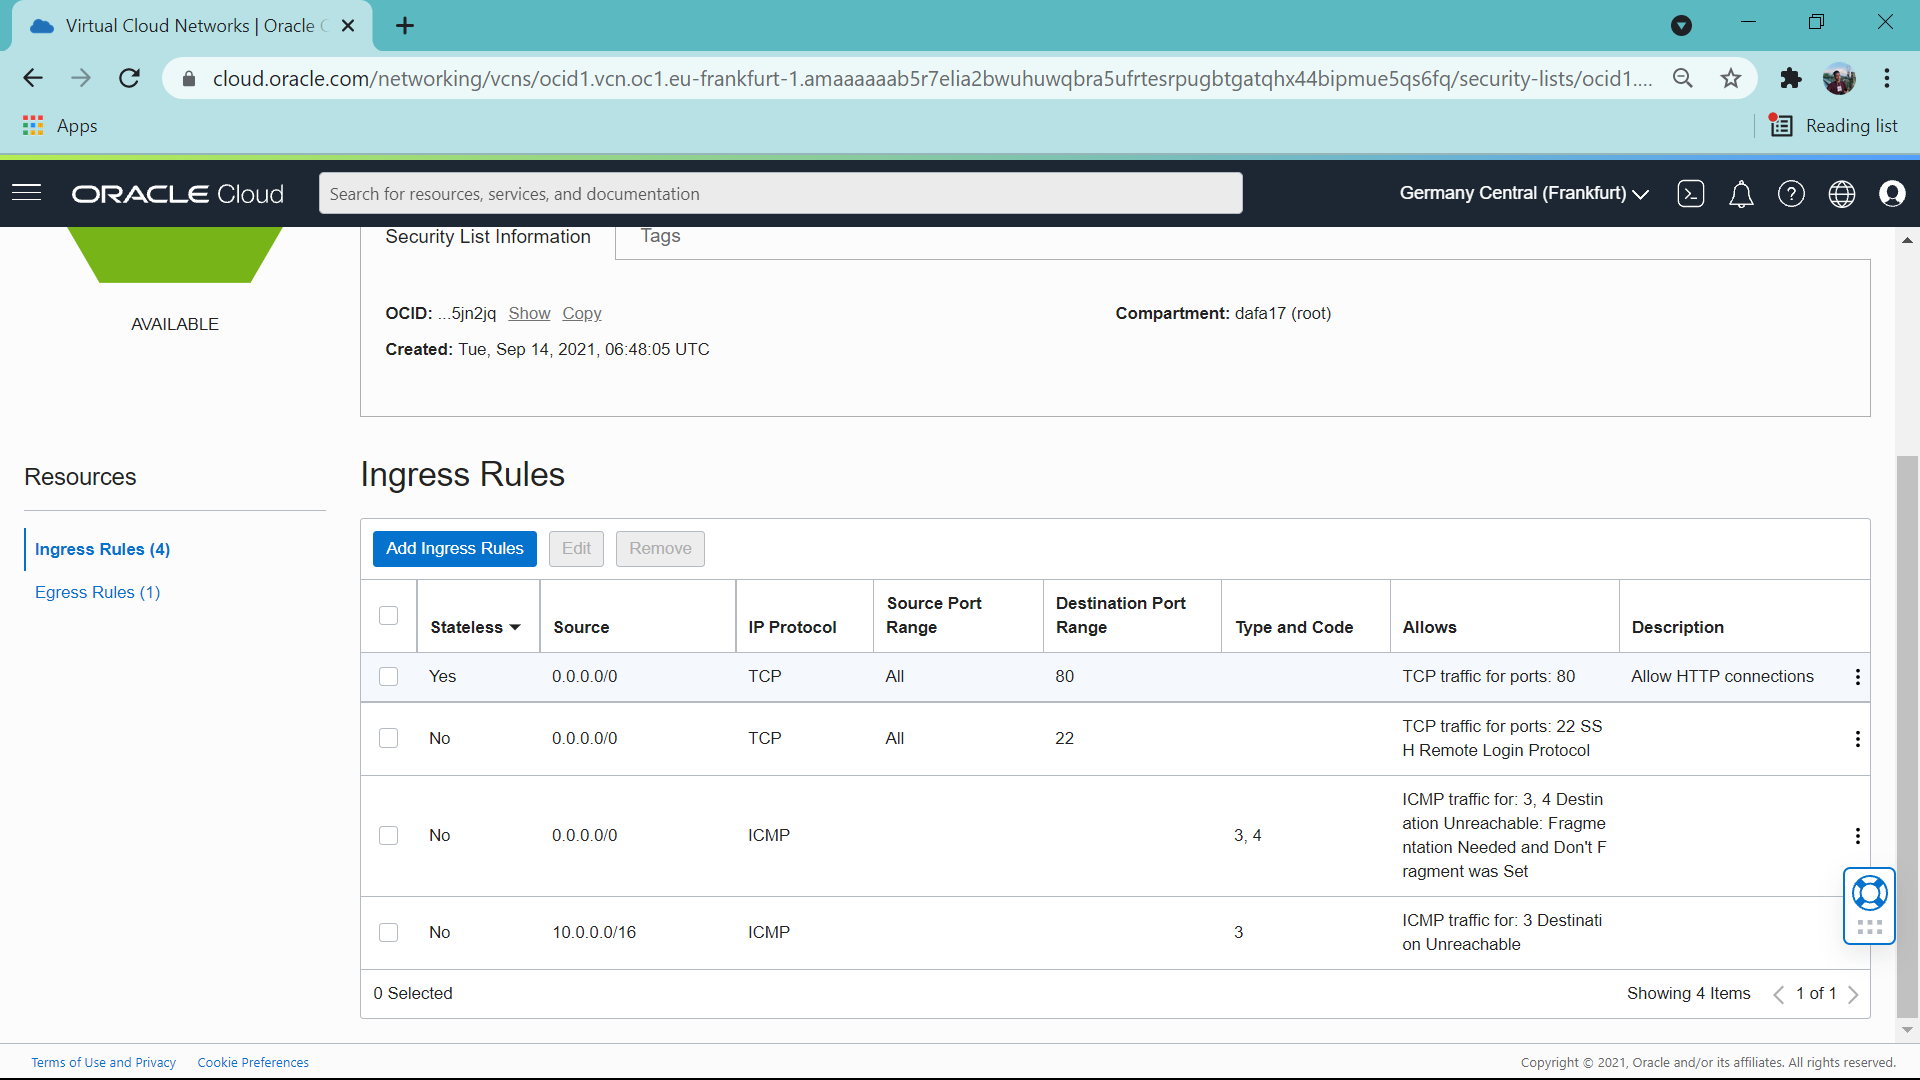 Virtual Cloud Networks | Oracle C
cloud.oracle.com/networking/vcns/ocid1.vcn.oc1.eu-frankfurt-1.amaaaaaab5r7elia2bwuhuwqbra5ufrtesrpugbtgatqhx44bipmue5qs6fq/security-lists/ocid1....
Apps
Reading list
ORACLE Cloud
Search for resources, services, and documentation
Germany Central (Frankfurt)
Security List Information
Tags
AVAILABLE
OCID: ...5jn2jq Show Copy
Compartment: dafa17 (root)
Created: Tue, Sep 14, 2021, 06:48:05 UTC
Resources
Ingress Rules (4)
Egress Rules (1)
Ingress Rules
Add Ingress Rules Edit Remove
Stateless Source IP Protocol Source Port Range Destination Port Range Type and Code Allows Description
Yes 0.0.0.0/0 TCP All 80 TCP traffic for ports: 80 Allow HTTP connections
No 0.0.0.0/0 TCP All 22 TCP traffic for ports: 22 SS
H Remote Login Protocol
No 0.0.0.0/0 ICMP 3, 4 ICMP traffic for: 3, 4 Destin
ation Unreachable: Fragme
ntation Needed and Don't F
ragment was Set
No 10.0.0.0/16 ICMP 3 ICMP traffic for: 3 Destinati
on Unreachable
0 Selected
Showing 4 Items 1 of 1
Terms of Use and Privacy Cookie Preferences
Copyright © 2021, Oracle and/or its affiliates. All rights reserved.